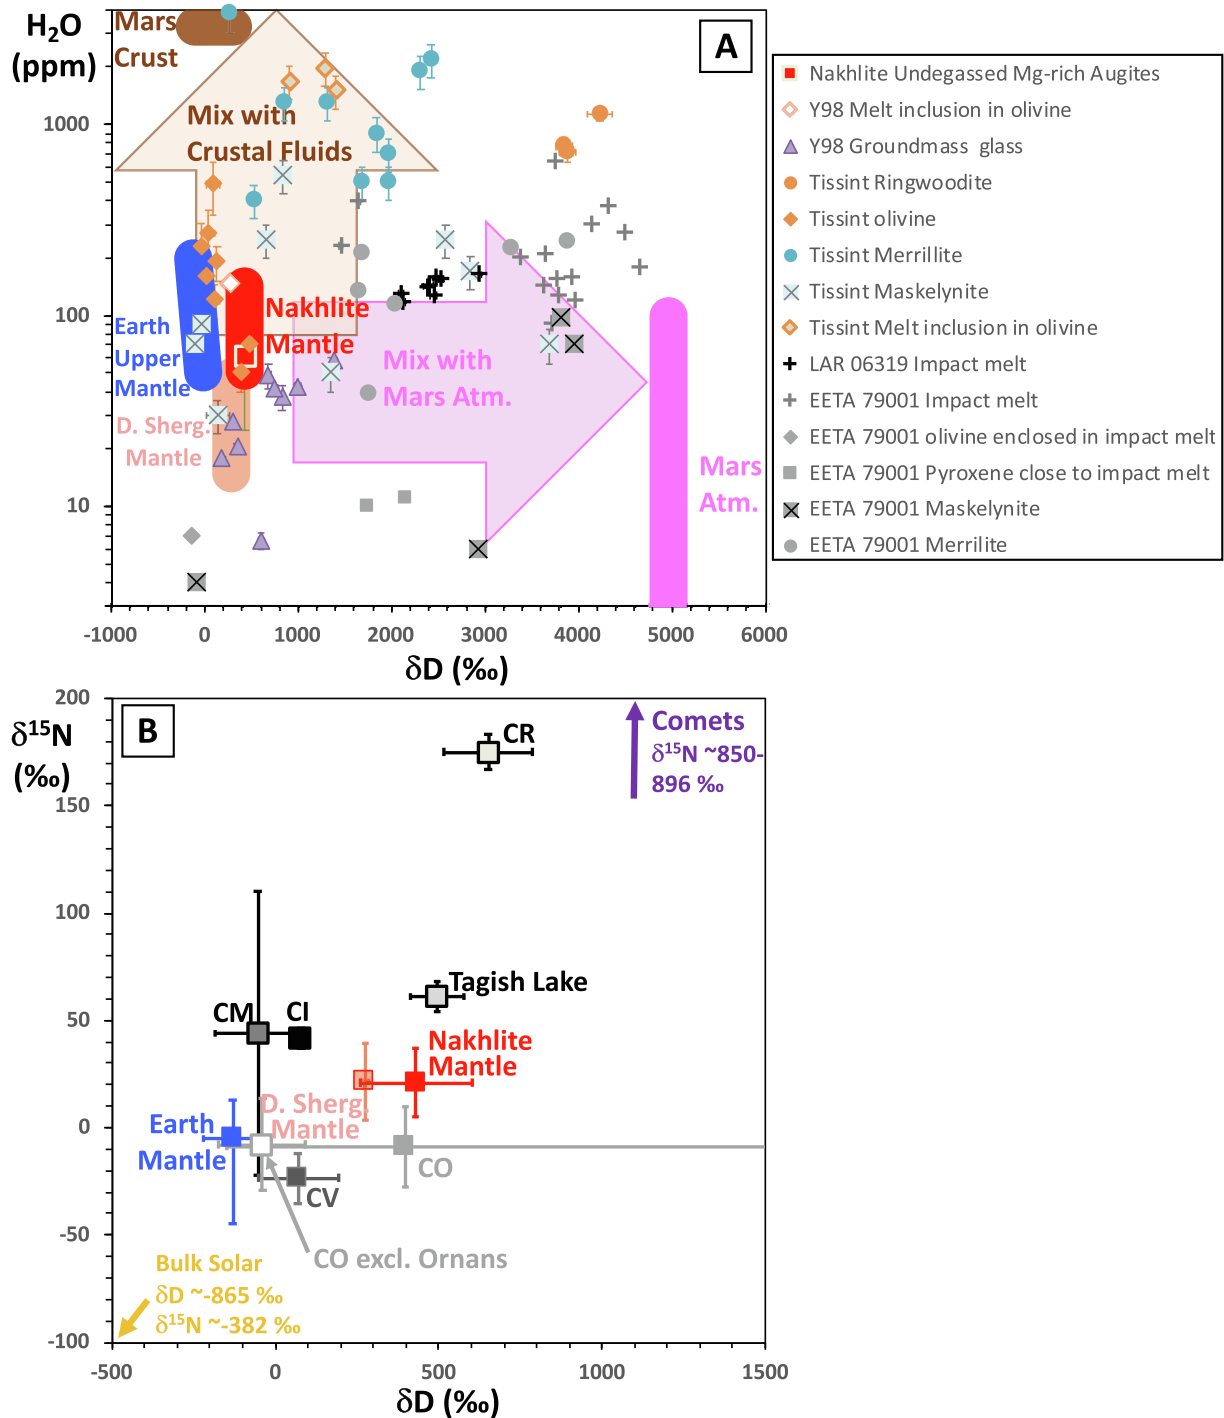 H₂O
(ppm)
A
Mars
Crust
Mix with
Crustal Fluids
Nakhlite
Mantle
Earth
Upper
Mantle
D. Sherg.
Mantle
Mix with
Mars Atm.
Mars
Atm.
1000
100
10
-1000 0 1000 2000 3000 4000 5000 6000
δD (‰)
Nakhlite Undegassed Mg-rich Augites
Y98 Melt inclusion in olivine
Y98 Groundmass glass
Tissint Ringwoodite
Tissint olivine
Tissint Merrillite
Tissint Maskelynite
Tissint Melt inclusion in olivine
LAR 06319 Impact melt
EETA 79001 Impact melt
EETA 79001 olivine enclosed in impact melt
EETA 79001 Pyroxene close to impact melt
EETA 79001 Maskelynite
EETA 79001 Merrilite
δ¹⁵N
(‰)
B
200
150
100
50
0
-50
-100
CR
Comets
δ¹⁵N ~850-
896 ‰
Tagish Lake
CM
CI
Nakhlite
Mantle
D. Sherg.
Mantle
Earth
Mantle
CO
CV
CO excl. Ornans
Bulk Solar
δD ~-865 ‰
δ¹⁵N ~-382 ‰
-500 0 500 1000 1500
δD (‰)